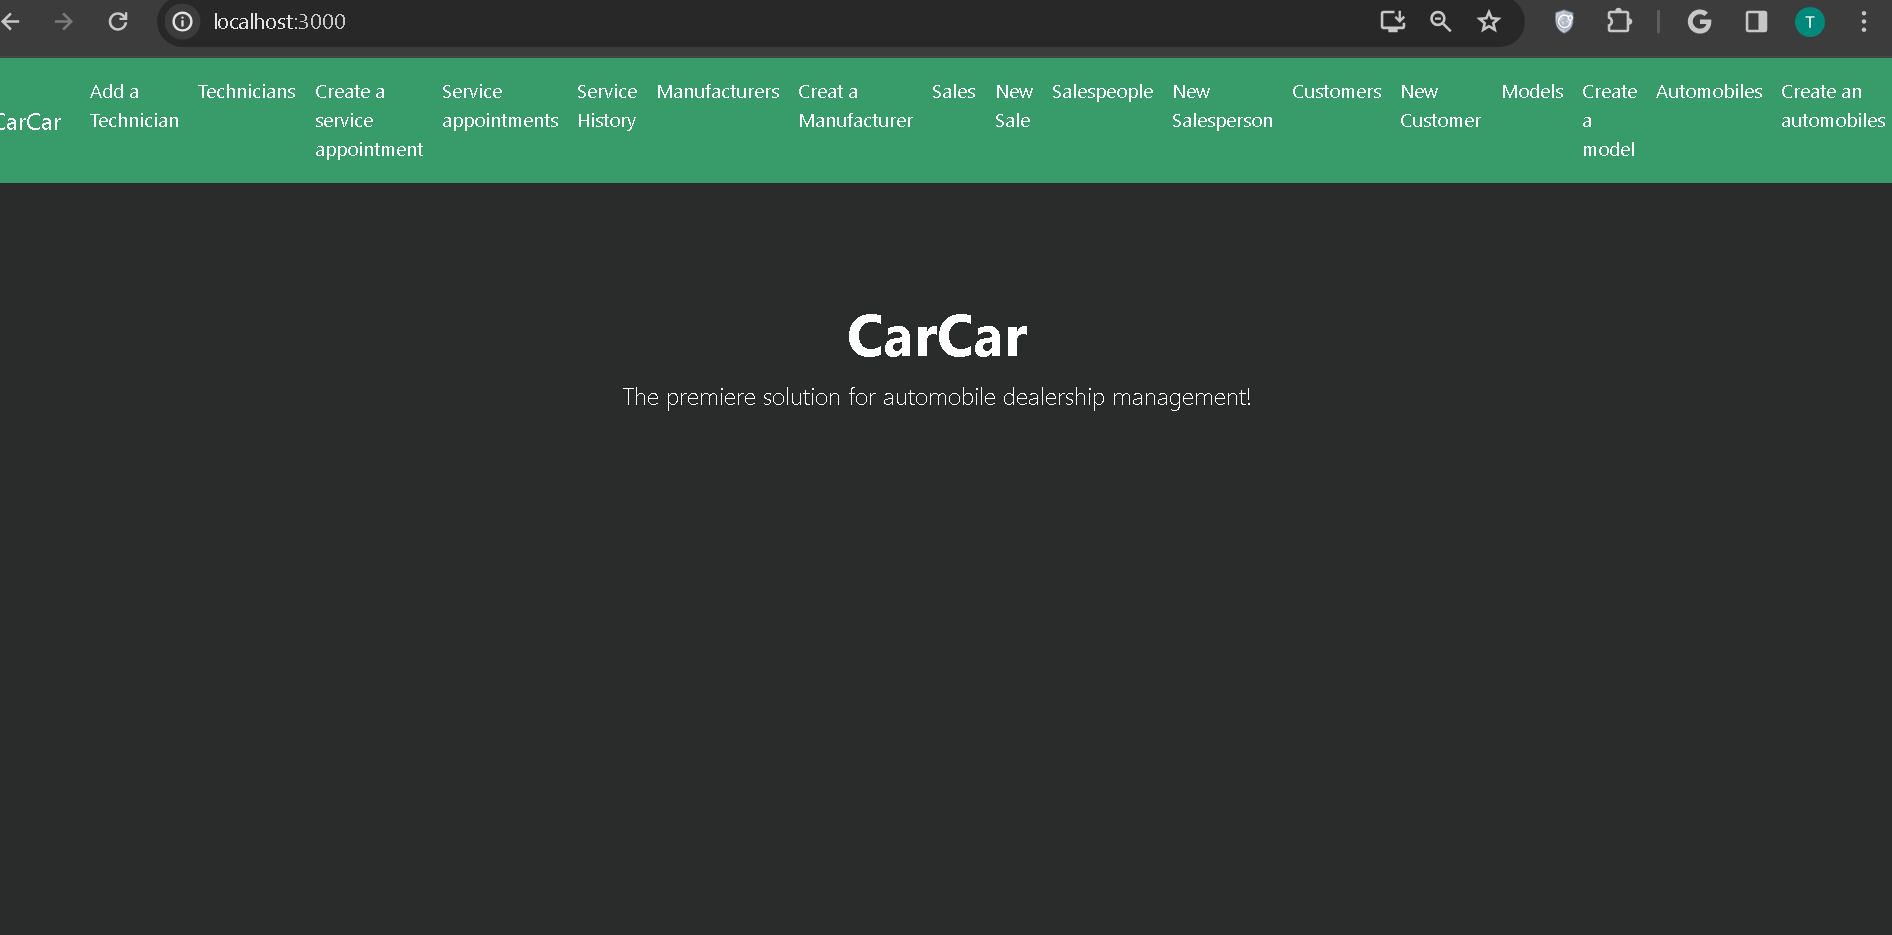 localhost:3000
T
CarCar
Add a
Technician
Technicians
Create a
service
appointment
Service
appointments
Service
History
Manufacturers
Creat a
Manufacturer
Sales
New
Sale
Salespeople
New
Salesperson
Customers
New
Customer
Models
Create
a
model
Automobiles
Create an
automobiles
CarCar
The premiere solution for automobile dealership management!